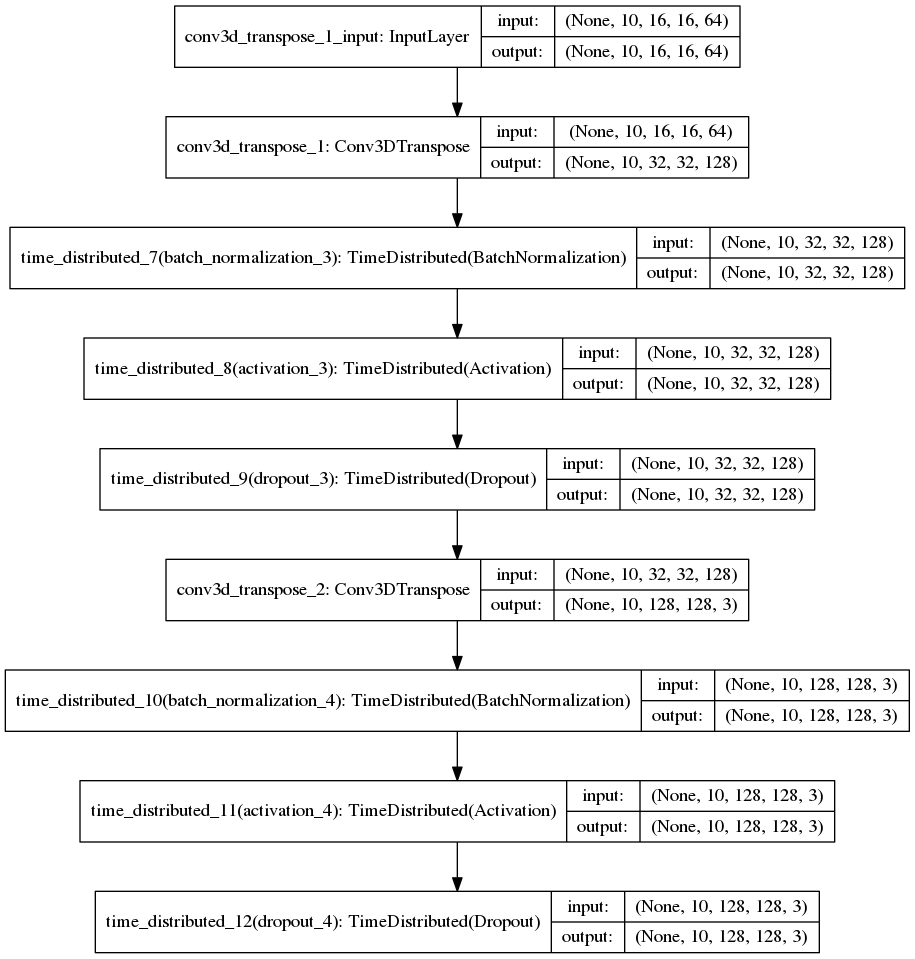 conv3d_transpose_1_input: InputLayer
input: (None, 10, 16, 16, 64)
output: (None, 10, 16, 16, 64)
conv3d_transpose_1: Conv3DTranspose
input: (None, 10, 16, 16, 64)
output: (None, 10, 32, 32, 128)
time_distributed_7(batch_normalization_3): TimeDistributed(BatchNormalization)
input: (None, 10, 32, 32, 128)
output: (None, 10, 32, 32, 128)
time_distributed_8(activation_3): TimeDistributed(Activation)
input: (None, 10, 32, 32, 128)
output: (None, 10, 32, 32, 128)
time_distributed_9(dropout_3): TimeDistributed(Dropout)
input: (None, 10, 32, 32, 128)
output: (None, 10, 32, 32, 128)
conv3d_transpose_2: Conv3DTranspose
input: (None, 10, 32, 32, 128)
output: (None, 10, 128, 128, 3)
time_distributed_10(batch_normalization_4): TimeDistributed(BatchNormalization)
input: (None, 10, 128, 128, 3)
output: (None, 10, 128, 128, 3)
time_distributed_11(activation_4): TimeDistributed(Activation)
input: (None, 10, 128, 128, 3)
output: (None, 10, 128, 128, 3)
time_distributed_12(dropout_4): TimeDistributed(Dropout)
input: (None, 10, 128, 128, 3)
output: (None, 10, 128, 128, 3)